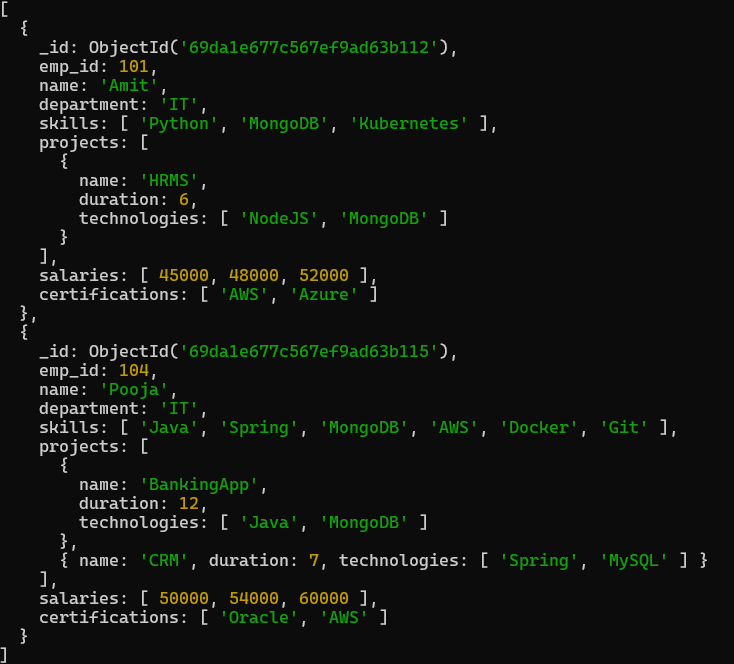 [
  {
    _id: ObjectId('69da1e677c567ef9ad63b112'),
    emp_id: 101,
    name: 'Amit',
    department: 'IT',
    skills: [ 'Python', 'MongoDB', 'Kubernetes' ],
    projects: [
      {
        name: 'HRMS',
        duration: 6,
        technologies: [ 'NodeJS', 'MongoDB' ]
      }
    ],
    salaries: [ 45000, 48000, 52000 ],
    certifications: [ 'AWS', 'Azure' ]
  },
  {
    _id: ObjectId('69da1e677c567ef9ad63b115'),
    emp_id: 104,
    name: 'Pooja',
    department: 'IT',
    skills: [ 'Java', 'Spring', 'MongoDB', 'AWS', 'Docker', 'Git' ],
    projects: [
      {
        name: 'BankingApp',
        duration: 12,
        technologies: [ 'Java', 'MongoDB' ]
      },
      { name: 'CRM', duration: 7, technologies: [ 'Spring', 'MySQL' ] }
    ],
    salaries: [ 50000, 54000, 60000 ],
    certifications: [ 'Oracle', 'AWS' ]
  }
]